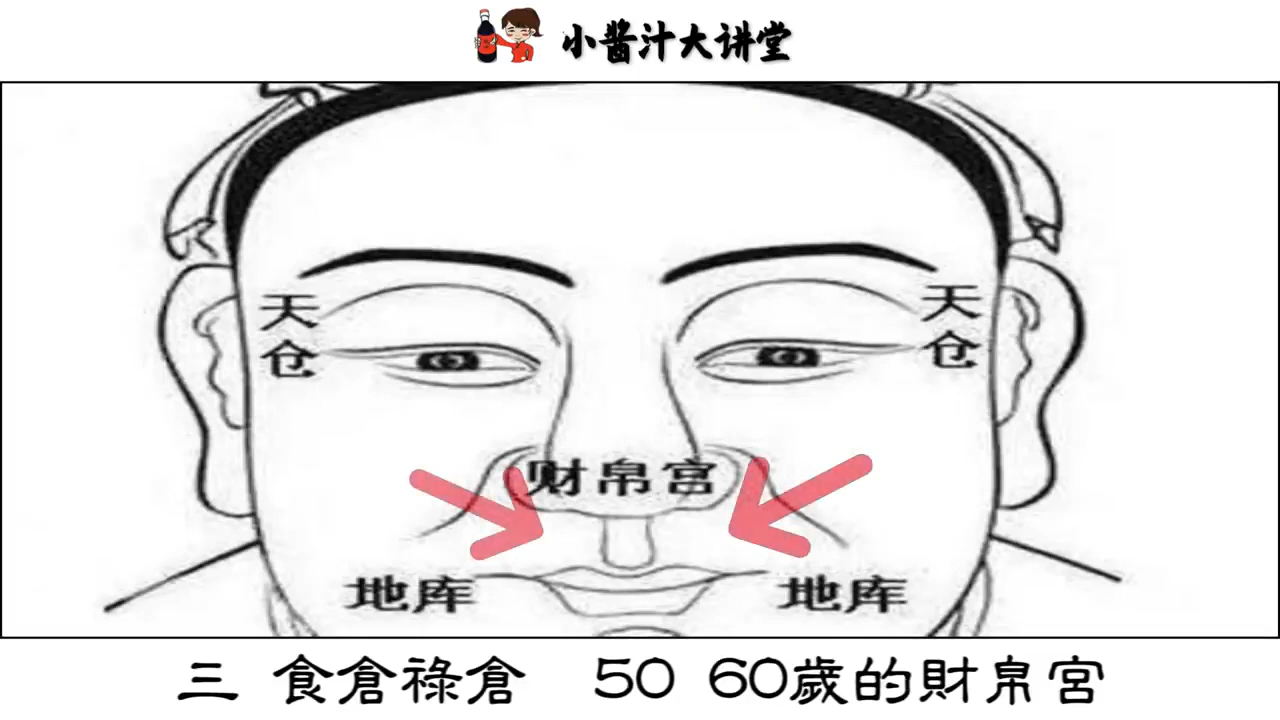 小酱汁大讲堂
天仓
天仓
财帛宫
地库
地库
三 食倉祿倉 50 60歲的財帛宮